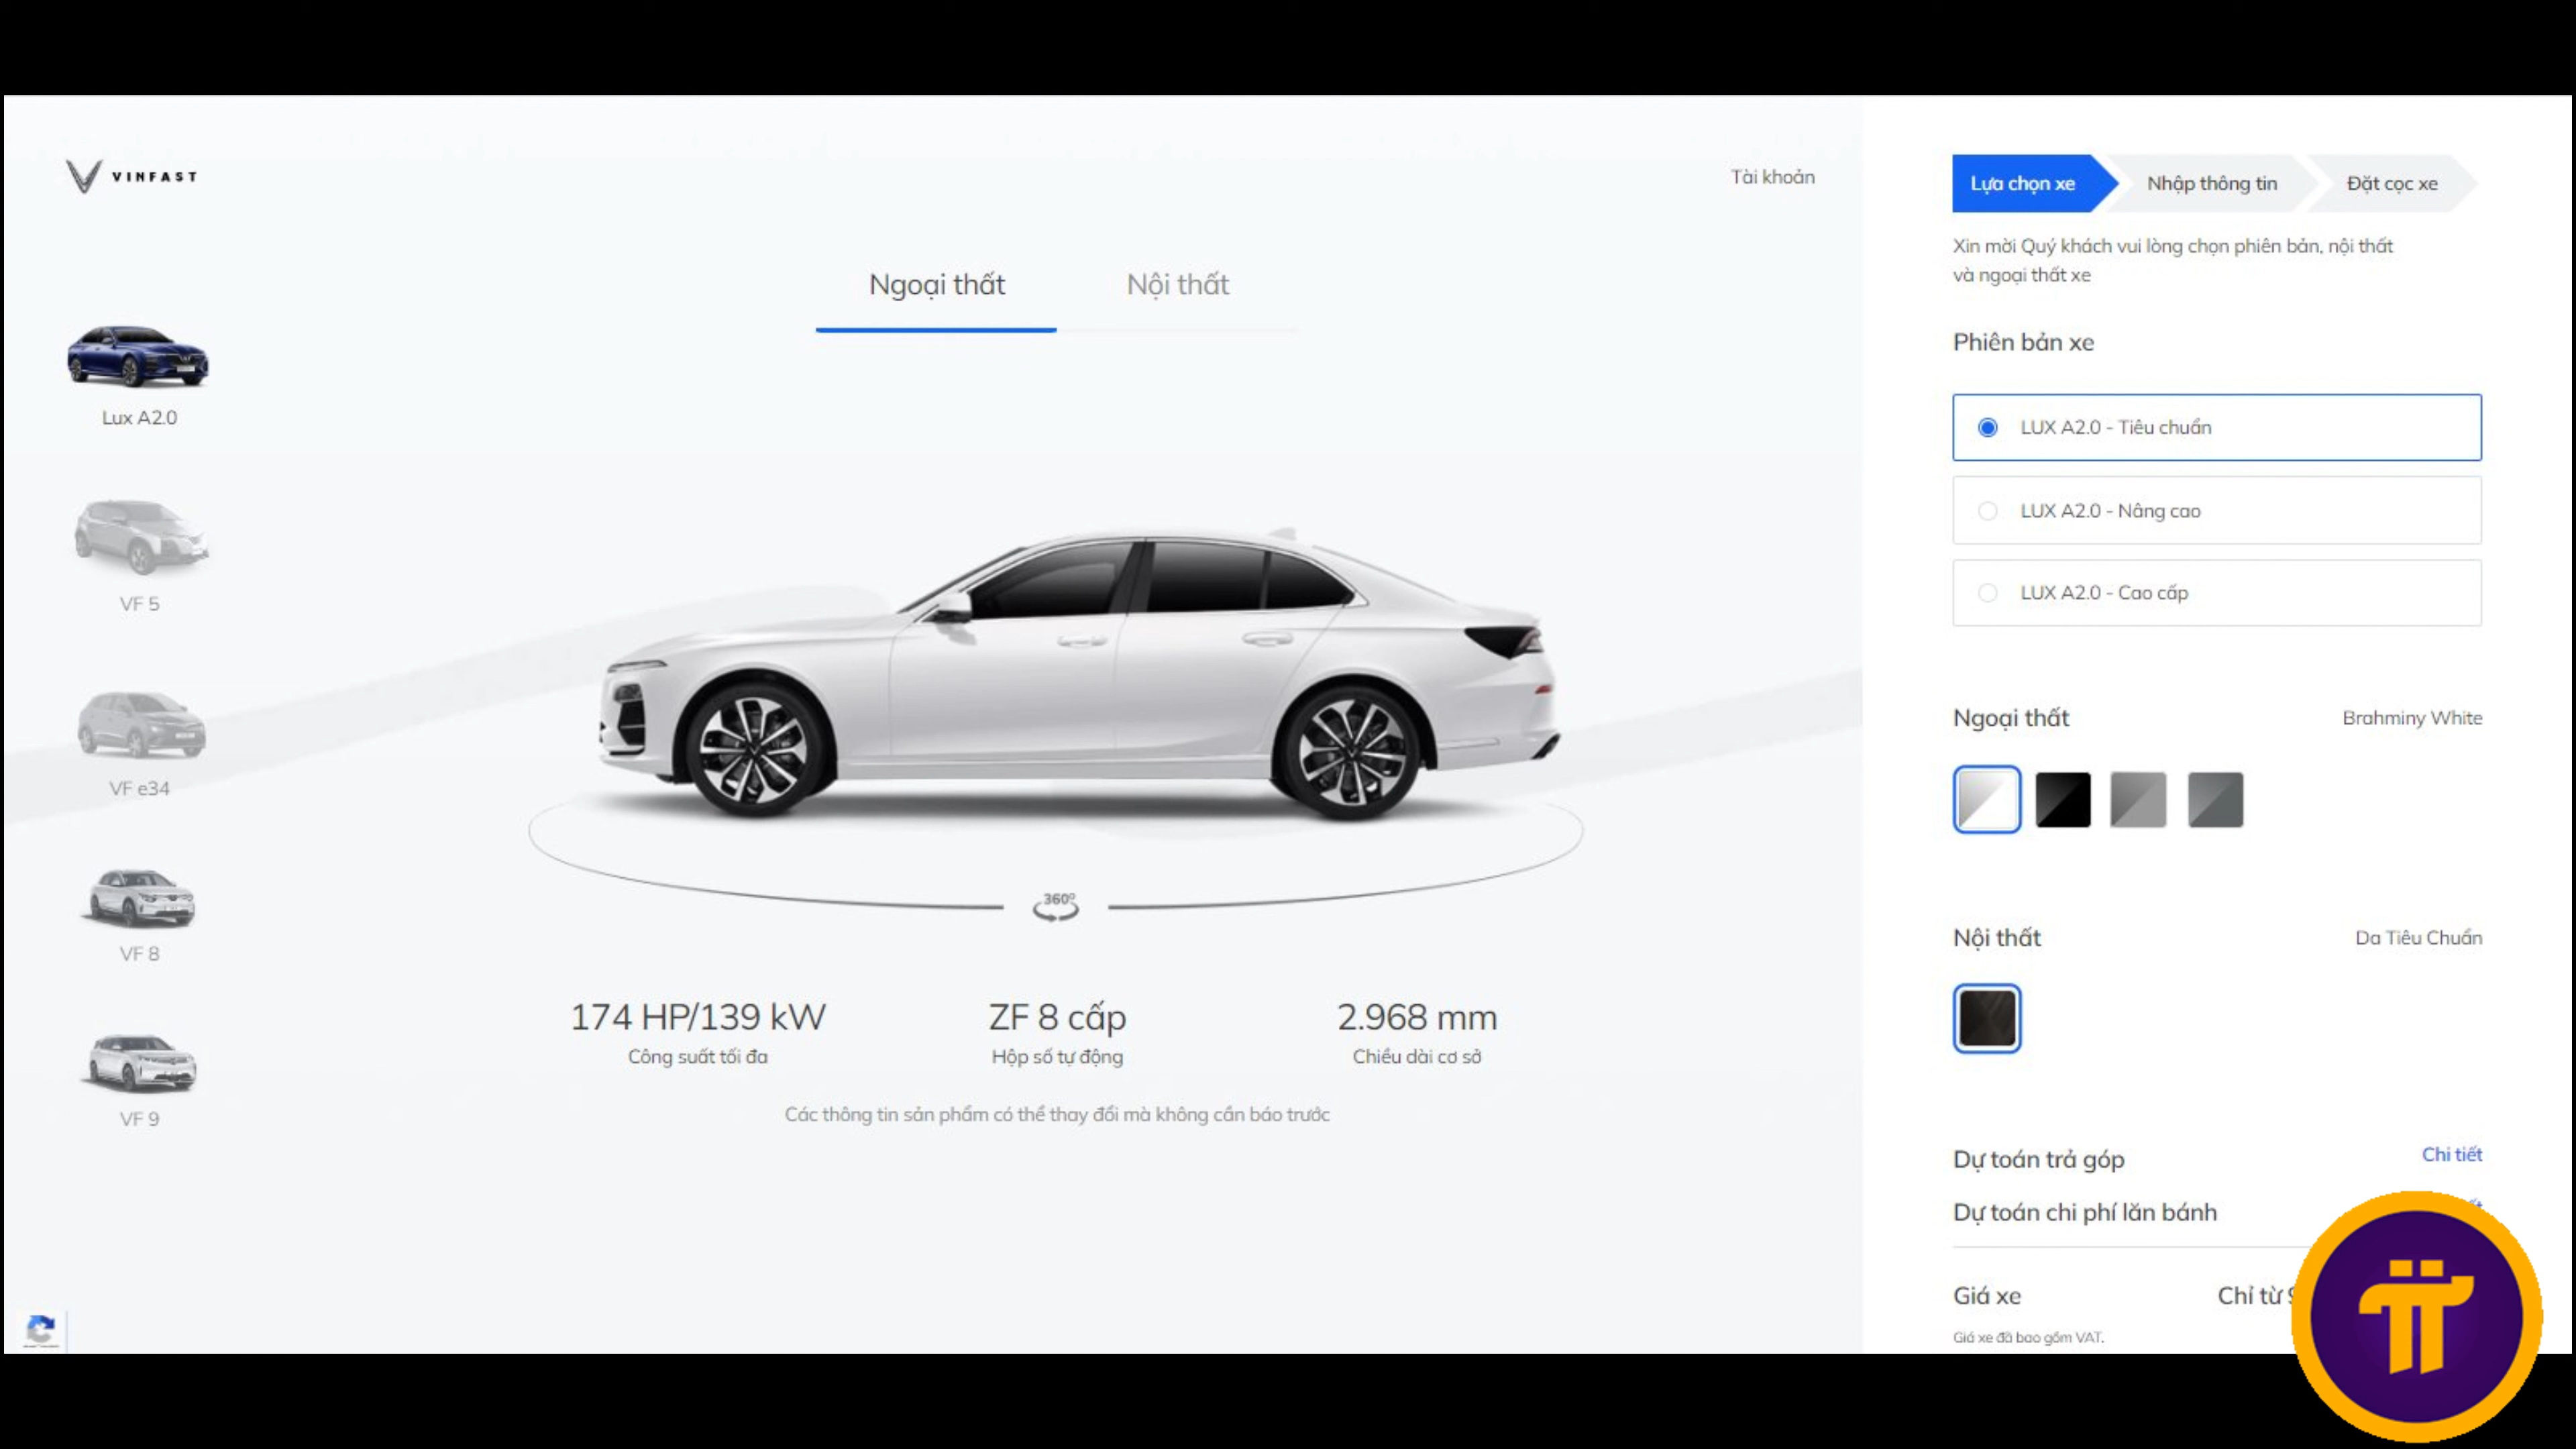 VINFAST
Tài khoản
Ngoại thất
Nội thất
Lux A2.0
VF 5
VF e34
VF 8
VF 9
360°
174 HP/139 kW
Công suất tối đa
ZF 8 cấp
Hộp số tự động
2.968 mm
Chiều dài cơ sở
Các thông tin sản phẩm có thể thay đổi mà không cần báo trước
Lựa chọn xe
Nhập thông tin
Đặt cọc xe
Xin mời Quý khách vui lòng chọn phiên bản, nội thất
và ngoại thất xe
Phiên bản xe
LUX A2.0 - Tiêu chuẩn
LUX A2.0 - Nâng cao
LUX A2.0 - Cao cấp
Ngoại thất Brahminy White
Nội thất Da Tiêu Chuẩn
Dự toán trả góp Chi tiết
Dự toán chi phí lăn bánh
Giá xe Chỉ từ
Giá xe đã bao gồm VAT.